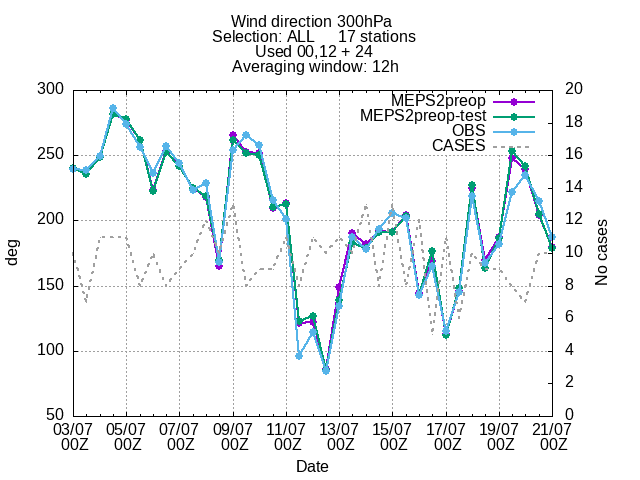 Wind direction 300hPa
Selection: ALL 17 stations
Used 00,12 + 24
Averaging window: 12h
MEPS2preop
MEPS2preop-test
OBS
CASES
300
250
200
150
100
50
deg
20
18
16
14
12
10
8
6
4
2
0
No cases
03/07 05/07 07/07 09/07 11/07 13/07 15/07 17/07 19/07 21/07
00Z 00Z 00Z 00Z 00Z 00Z 00Z 00Z 00Z 00Z
Date